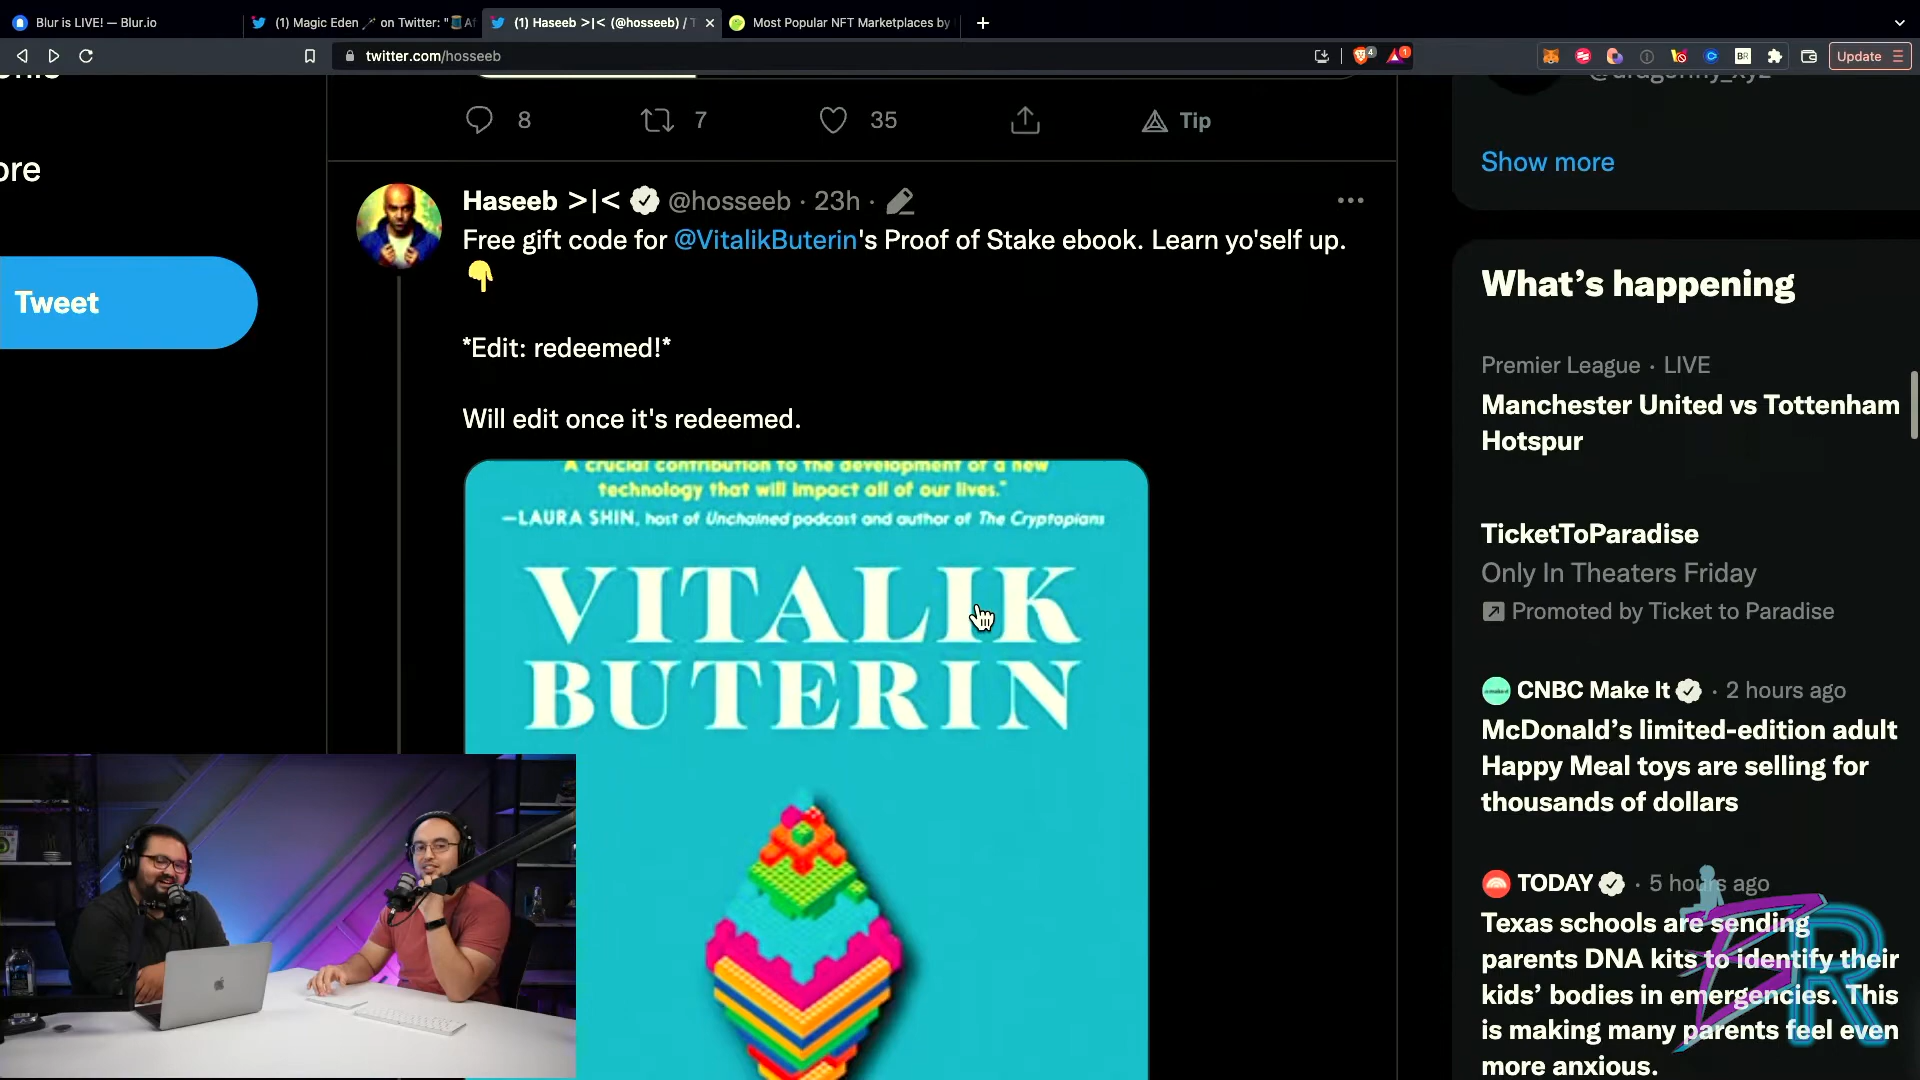 Blur is LIVE! — Blur.io
(1) Magic Eden
on Twitter: "
(1) Haseeb >|< (@hosseeb) / T
Most Popular NFT Marketplaces by
twitter.com/hosseeb
4
1
BR
Update
ore
Tweet
8
7
35
Tip
Haseeb >|< @hosseeb · 23h ·
Free gift code for @VitalikButerin's Proof of Stake ebook. Learn yo'self up.
*Edit: redeemed!*
Will edit once it's redeemed.
A crucial contribution to the development of a new
technology that will impact all of our lives."
—LAURA SHIN, host of Unchained podcast and author of The Cryptopians
VITALIK
BUTERIN
@dragonfly_xyz
Show more
What's happening
Premier League · LIVE
Manchester United vs Tottenham
Hotspur
TicketToParadise
Only In Theaters Friday
Promoted by Ticket to Paradise
CNBC Make It · 2 hours ago
McDonald's limited-edition adult
Happy Meal toys are selling for
thousands of dollars
TODAY · 5 hours ago
Texas schools are sending
parents DNA kits to identify their
kids' bodies in emergencies. This
is making many parents feel even
more anxious.
BR